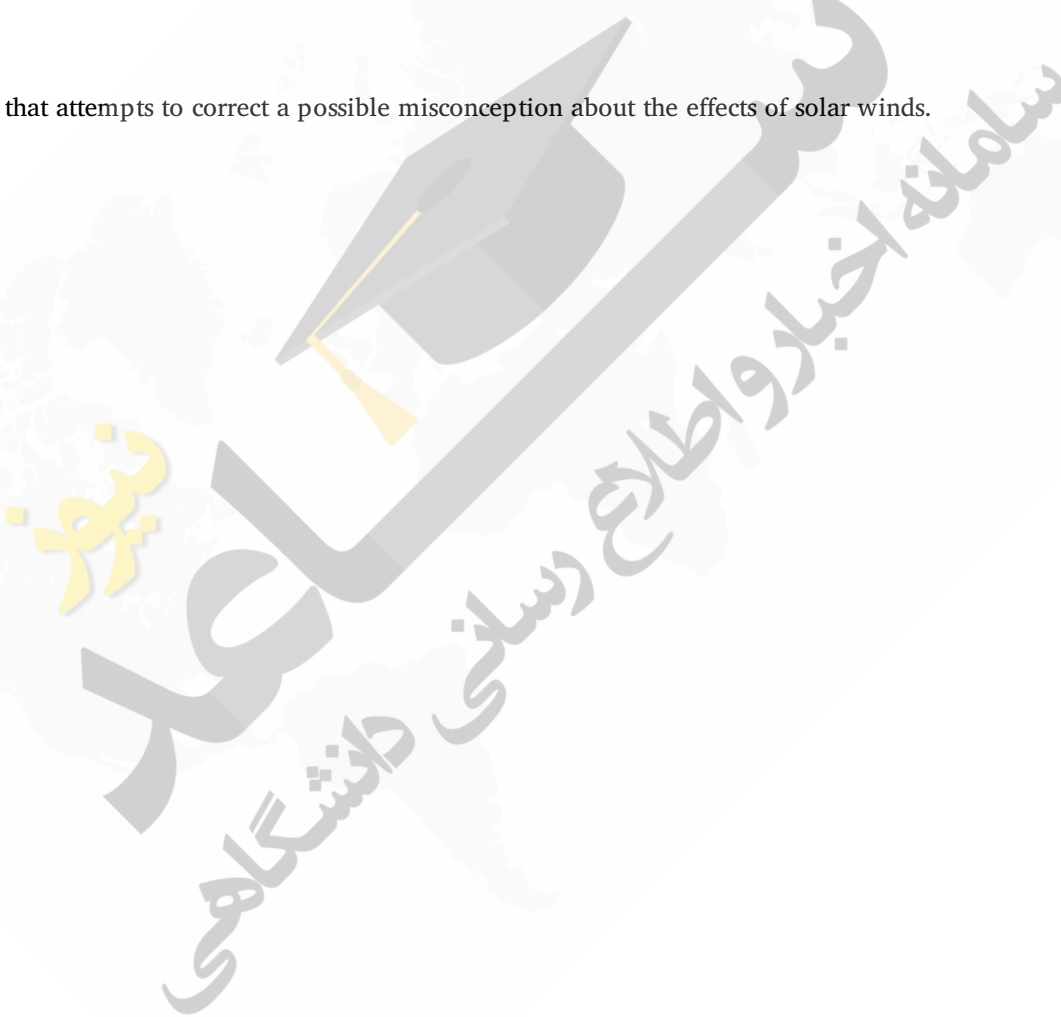 that attempts to correct a possible misconception about the effects of solar winds.
ساعد
نیوز
سامانه اخبار و اطلاع رسانی دانشگاهی